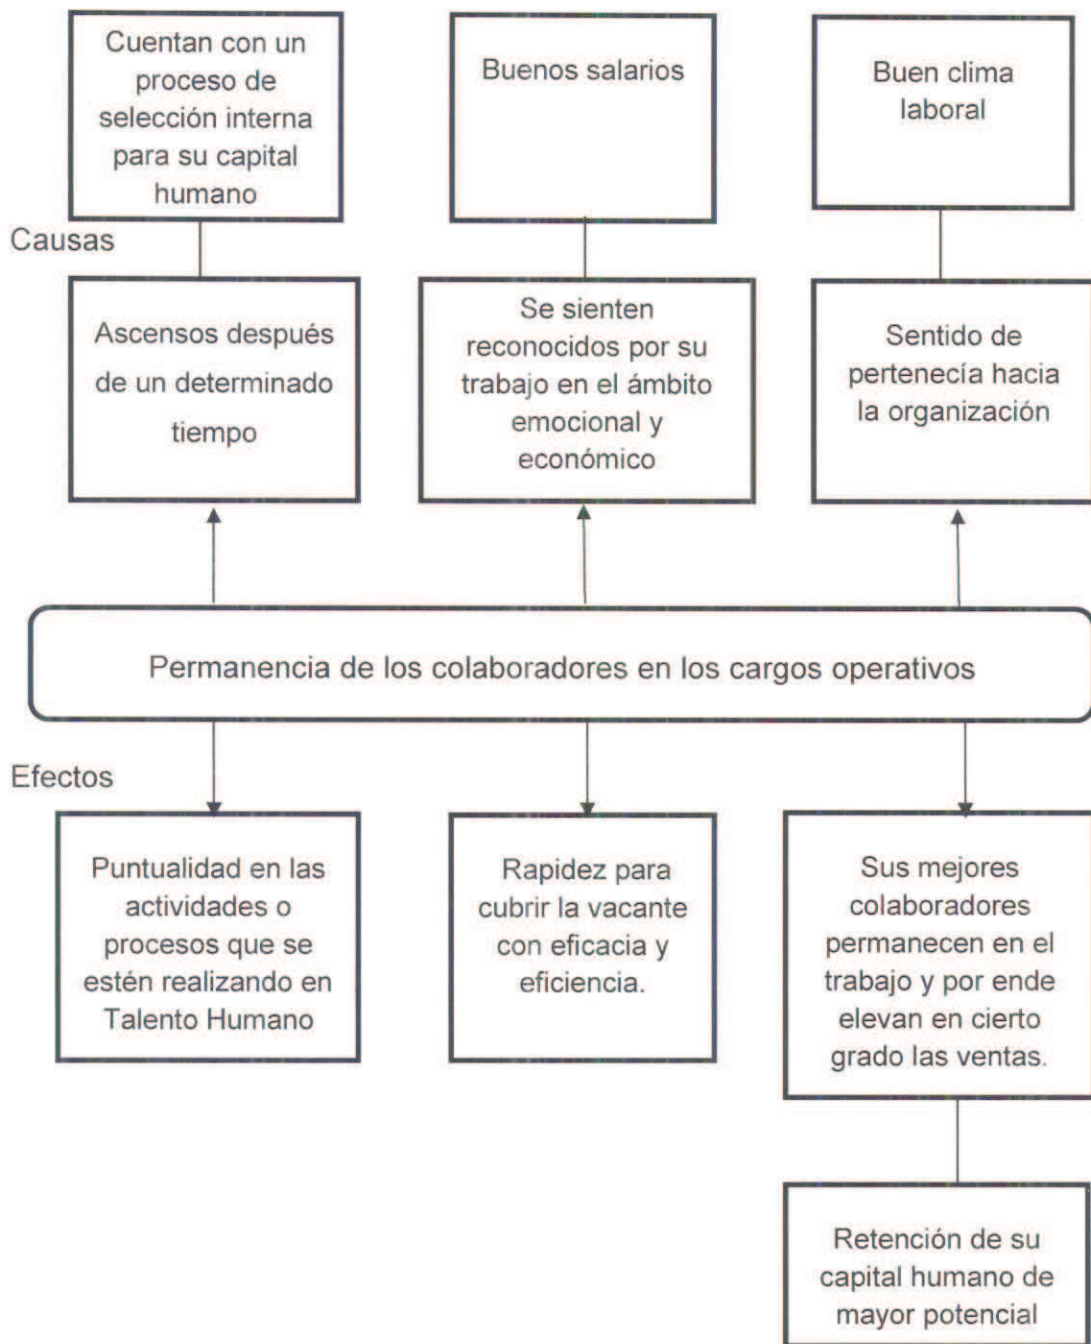 Cuentan con un
proceso de
selección interna
para su capital
humano
Buenos salarios
Buen clima
laboral
Causas
Ascensos después
de un determinado
tiempo
Se sienten
reconocidos por su
trabajo en el ámbito
emocional y
económico
Sentido de
pertenecía hacia
la organización
Permanencia de los colaboradores en los cargos operativos
Efectos
Puntualidad en las
actividades o
procesos que se
estén realizando en
Talento Humano
Rapidez para
cubrir la vacante
con eficacia y
eficiencia.
Sus mejores
colaboradores
permanecen en el
trabajo y por ende
elevan en cierto
grado las ventas.
Retención de su
capital humano de
mayor potencial